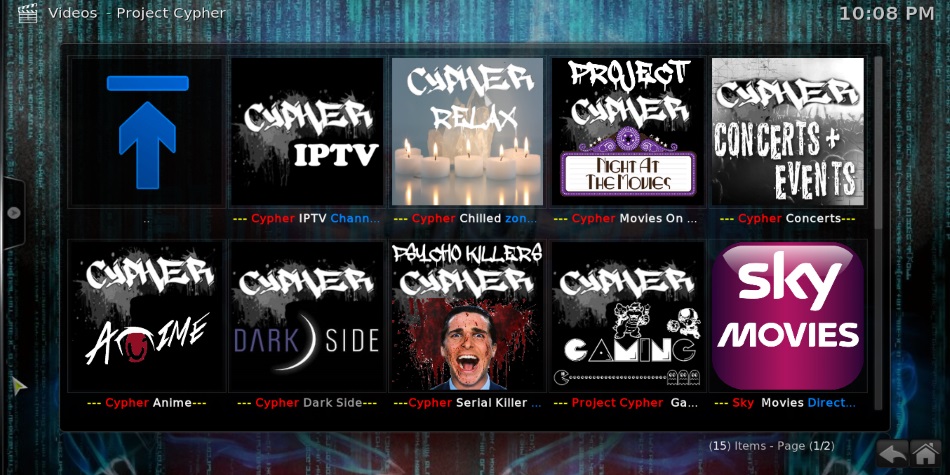 Videos - Project Cypher
10:08 PM
CYPHER
IPTV
CYPHER
RELAX
PROJECT
CYPHER
NIGHT AT
THE MOVIES
CYPHER
CONCERTS +
EVENTS
..
--- Cypher IPTV Chann...
--- Cypher Chilled zon...
--- Cypher Movies On ...
--- Cypher Concerts---
CYPHER
ANIME
CYPHER
DARK SIDE
PSYCHO KILLERS
CYPHER
CYPHER
GAMING
sky
MOVIES
--- Cypher Anime---
--- Cypher Dark Side---
---Cypher Serial Killer ...
--- Project Cypher Ga...
--- Sky Movies Direct...
(15) Items - Page (1/2)